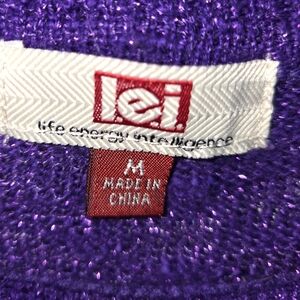 l.e.i.
life energy intelligence
M
MADE IN
CHINA